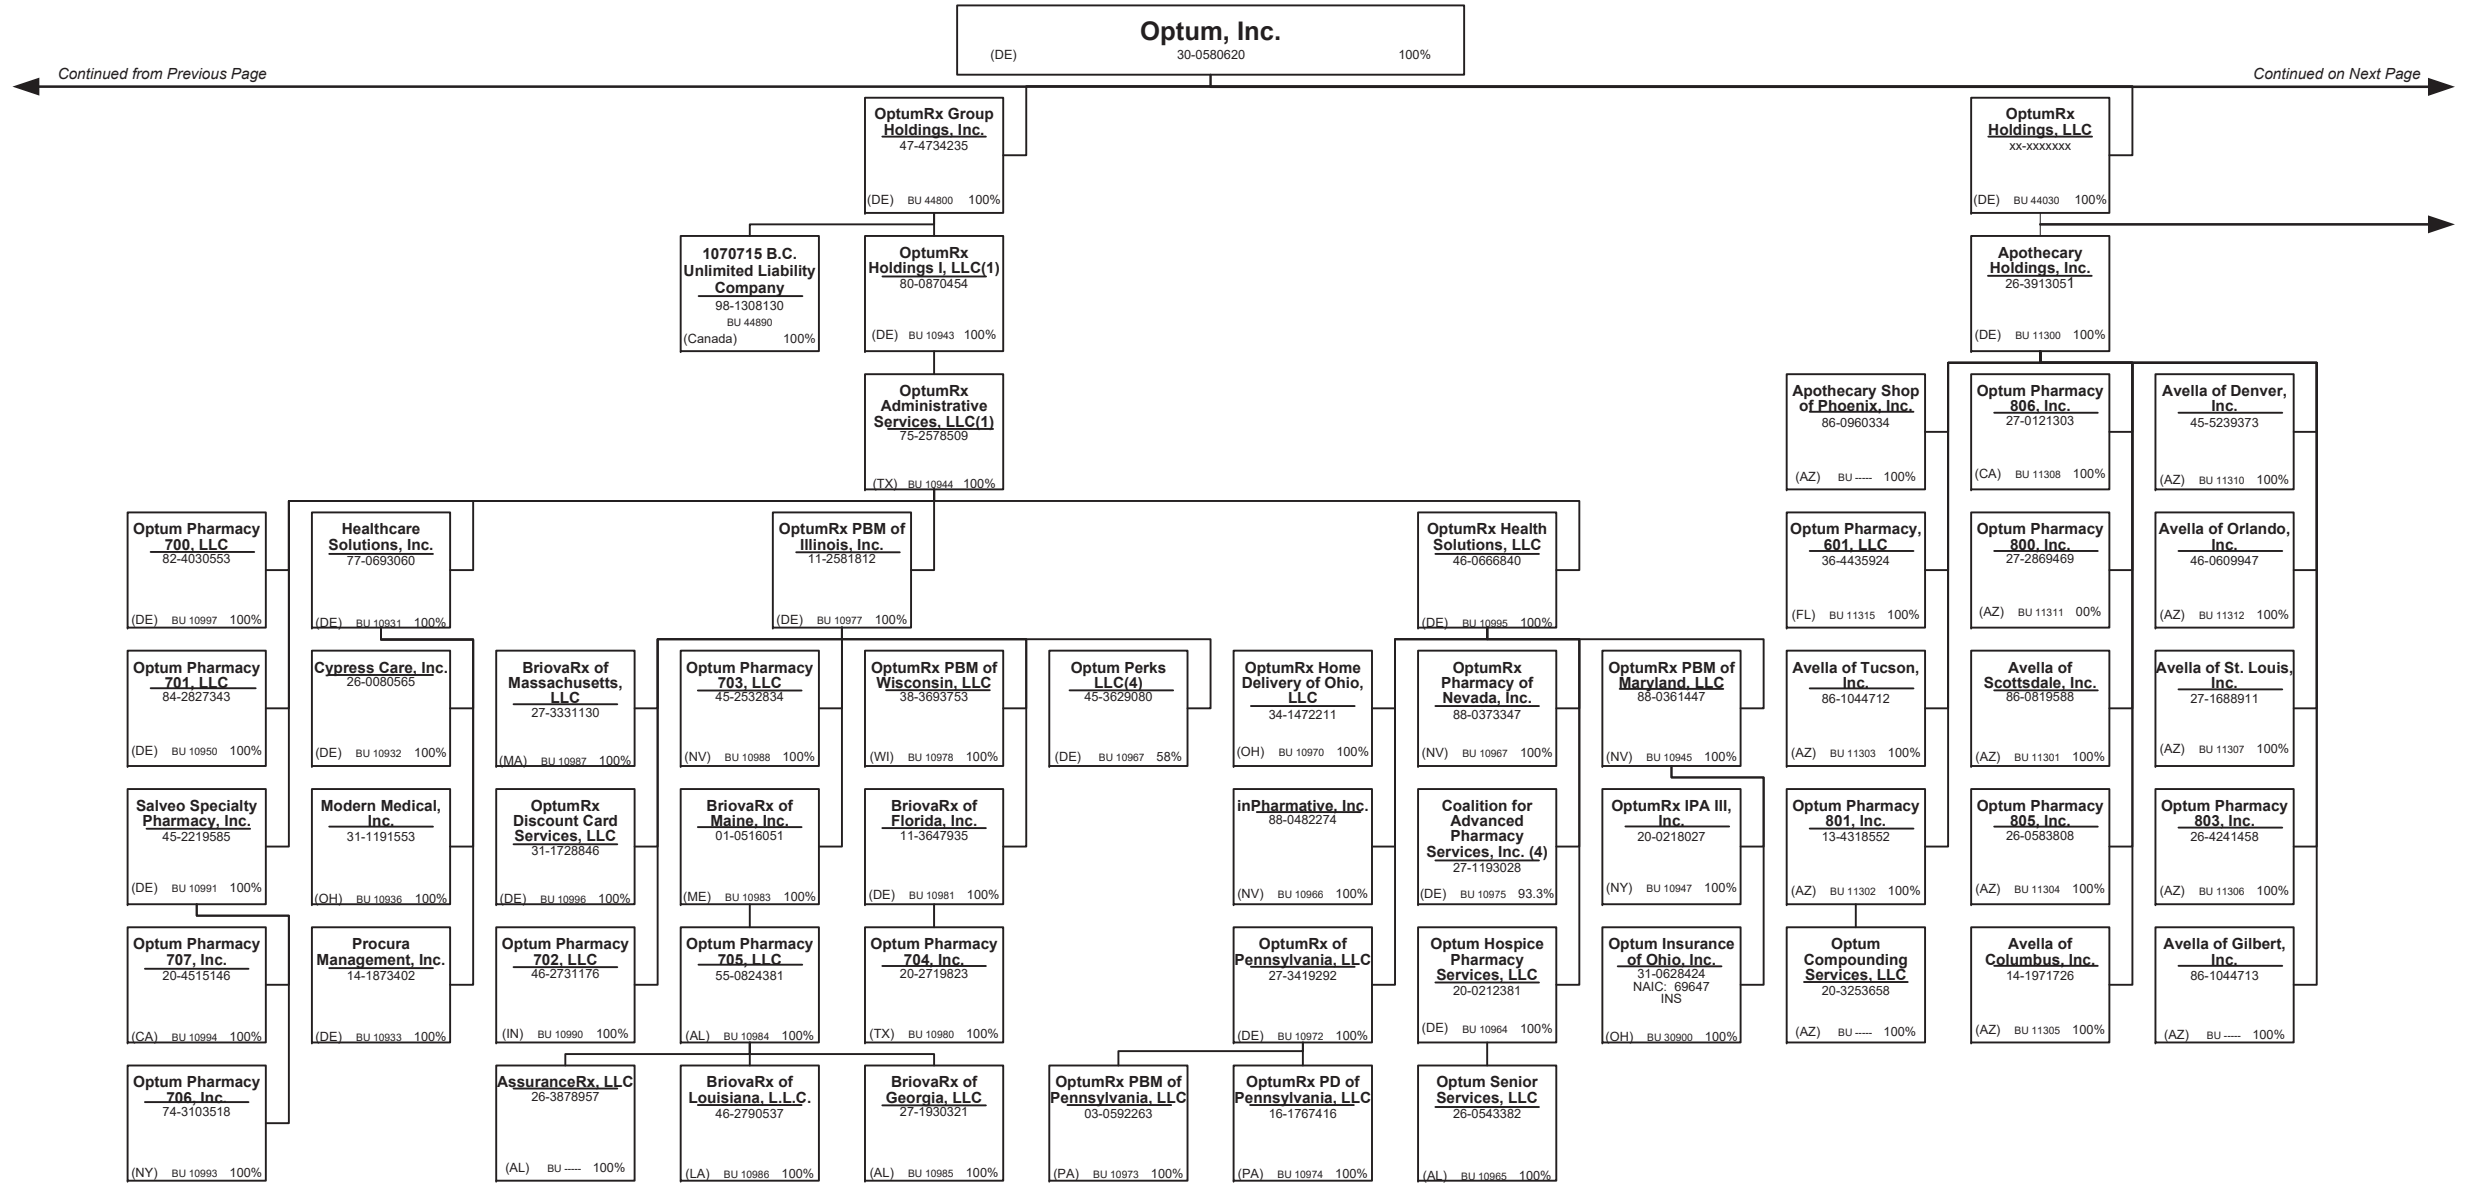 Optum, Inc.
(DE) 30-0580620 100%
Continued from Previous Page
Continued on Next Page
OptumRx Group
Holdings, Inc.
47-4734235
(DE) BU 44800 100%
OptumRx
Holdings, LLC
xx-xxxxxxx
(DE) BU 44030 100%
1070715 B.C.
Unlimited Liability
Company
98-1308130
BU 44890
(Canada) 100%
OptumRx
Holdings I, LLC(1)
80-0870454
(DE) BU 10943 100%
Apothecary
Holdings, Inc.
26-3913051
(DE) BU 11300 100%
OptumRx
Administrative
Services, LLC(1)
75-2578509
(TX) BU 10944 100%
Apothecary Shop
of Phoenix, Inc.
86-0960334
(AZ) BU ----- 100%
Optum Pharmacy
806, Inc.
27-0121303
(CA) BU 11308 100%
Avella of Denver,
Inc.
45-5239373
(AZ) BU 11310 100%
Optum Pharmacy
700, LLC
82-4030553
(DE) BU 10997 100%
Healthcare
Solutions, Inc.
77-0693060
(DE) BU 10931 100%
OptumRx PBM of
Illinois, Inc.
11-2581812
(DE) BU 10977 100%
OptumRx Health
Solutions, LLC
46-0666840
(DE) BU 10995 100%
Optum Pharmacy,
601, LLC
36-4435924
(FL) BU 11315 100%
Optum Pharmacy
800, Inc.
27-2869469
(AZ) BU 11311 00%
Avella of Orlando,
Inc.
46-0609947
(AZ) BU 11312 100%
Optum Pharmacy
701, LLC
84-2827343
(DE) BU 10950 100%
Cypress Care, Inc.
26-0080565
(DE) BU 10932 100%
BriovaRx of
Massachusetts,
LLC
27-3331130
(MA) BU 10987 100%
Optum Pharmacy
703, LLC
45-2532834
(NV) BU 10988 100%
OptumRx PBM of
Wisconsin, LLC
38-3693753
(WI) BU 10978 100%
Optum Perks
LLC(4)
45-3629080
(DE) BU 10967 58%
OptumRx Home
Delivery of Ohio,
LLC
34-1472211
(OH) BU 10970 100%
OptumRx
Pharmacy of
Nevada, Inc.
88-0373347
(NV) BU 10967 100%
OptumRx PBM of
Maryland, LLC
88-0361447
(NV) BU 10945 100%
Avella of Tucson,
Inc.
86-1044712
(AZ) BU 11303 100%
Avella of
Scottsdale, Inc.
86-0819588
(AZ) BU 11301 100%
Avella of St. Louis,
Inc.
27-1688911
(AZ) BU 11307 100%
Salveo Specialty
Pharmacy, Inc.
45-2219585
(DE) BU 10991 100%
Modern Medical,
Inc.
31-1191553
(OH) BU 10936 100%
OptumRx
Discount Card
Services, LLC
31-1728846
(DE) BU 10996 100%
BriovaRx of
Maine, Inc.
01-0516051
(ME) BU 10983 100%
BriovaRx of
Florida, Inc.
11-3647935
(DE) BU 10981 100%
inPharmative, Inc.
88-0482274
(NV) BU 10966 100%
Coalition for
Advanced
Pharmacy
Services, Inc. (4)
27-1193028
(DE) BU 10975 93.3%
OptumRx IPA III,
Inc.
20-0218027
(NY) BU 10947 100%
Optum Pharmacy
801, Inc.
13-4318552
(AZ) BU 11302 100%
Optum Pharmacy
805, Inc.
26-0583808
(AZ) BU 11304 100%
Optum Pharmacy
803, Inc.
26-4241458
(AZ) BU 11306 100%
Optum Pharmacy
707, Inc.
20-4515146
(CA) BU 10994 100%
Procura
Management, Inc.
14-1873402
(DE) BU 10933 100%
Optum Pharmacy
702, LLC
46-2731176
(IN) BU 10990 100%
Optum Pharmacy
705, LLC
55-0824381
(AL) BU 10984 100%
Optum Pharmacy
704, Inc.
20-2719823
(TX) BU 10980 100%
OptumRx of
Pennsylvania, LLC
27-3419292
(DE) BU 10972 100%
Optum Hospice
Pharmacy
Services, LLC
20-0212381
(DE) BU 10964 100%
Optum Insurance
of Ohio, Inc.
31-0628424
NAIC: 69647
INS
(OH) BU 30900 100%
Optum
Compounding
Services, LLC
20-3253658
(AZ) BU ----- 100%
Avella of
Columbus, Inc.
14-1971726
(AZ) BU 11305 100%
Avella of Gilbert,
Inc.
86-1044713
(AZ) BU ----- 100%
Optum Pharmacy
706, Inc.
74-3103518
(NY) BU 10993 100%
AssuranceRx, LLC
26-3878957
(AL) BU ----- 100%
BriovaRx of
Louisiana, L.L.C.
46-2790537
(LA) BU 10986 100%
BriovaRx of
Georgia, LLC
27-1930321
(AL) BU 10985 100%
OptumRx PBM of
Pennsylvania, LLC
03-0592263
(PA) BU 10973 100%
OptumRx PD of
Pennsylvania, LLC
16-1767416
(PA) BU 10974 100%
Optum Senior
Services, LLC
26-0543382
(AL) BU 10965 100%